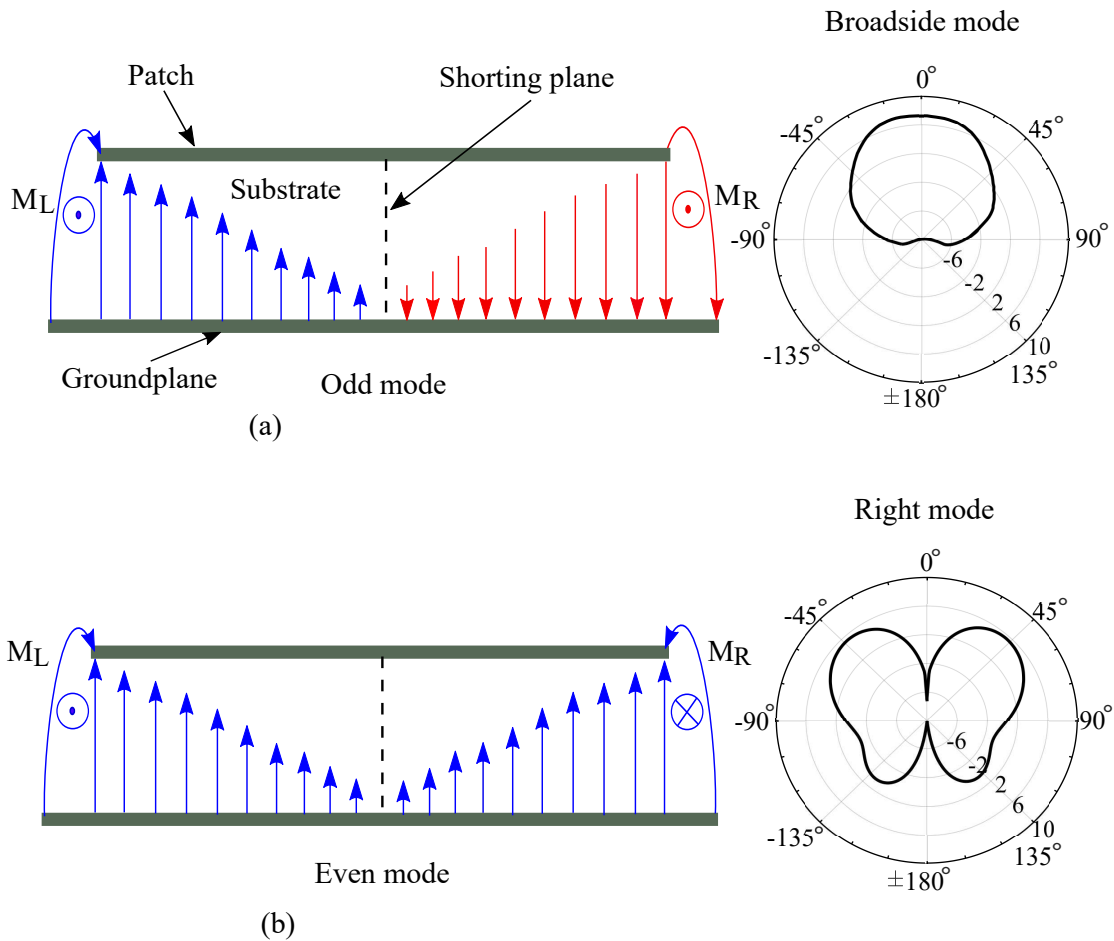 Broadside mode
Patch
Shorting plane
0°
-45°
45°
Substrate
M_L
M_R
-90°
90°
-6
-2
2
6
10
-135°
135°
±180°
Groundplane
Odd mode
(a)
Right mode
0°
-45°
45°
M_L
M_R
-90°
90°
-6
-2
2
6
10
-135°
135°
±180°
Even mode
(b)